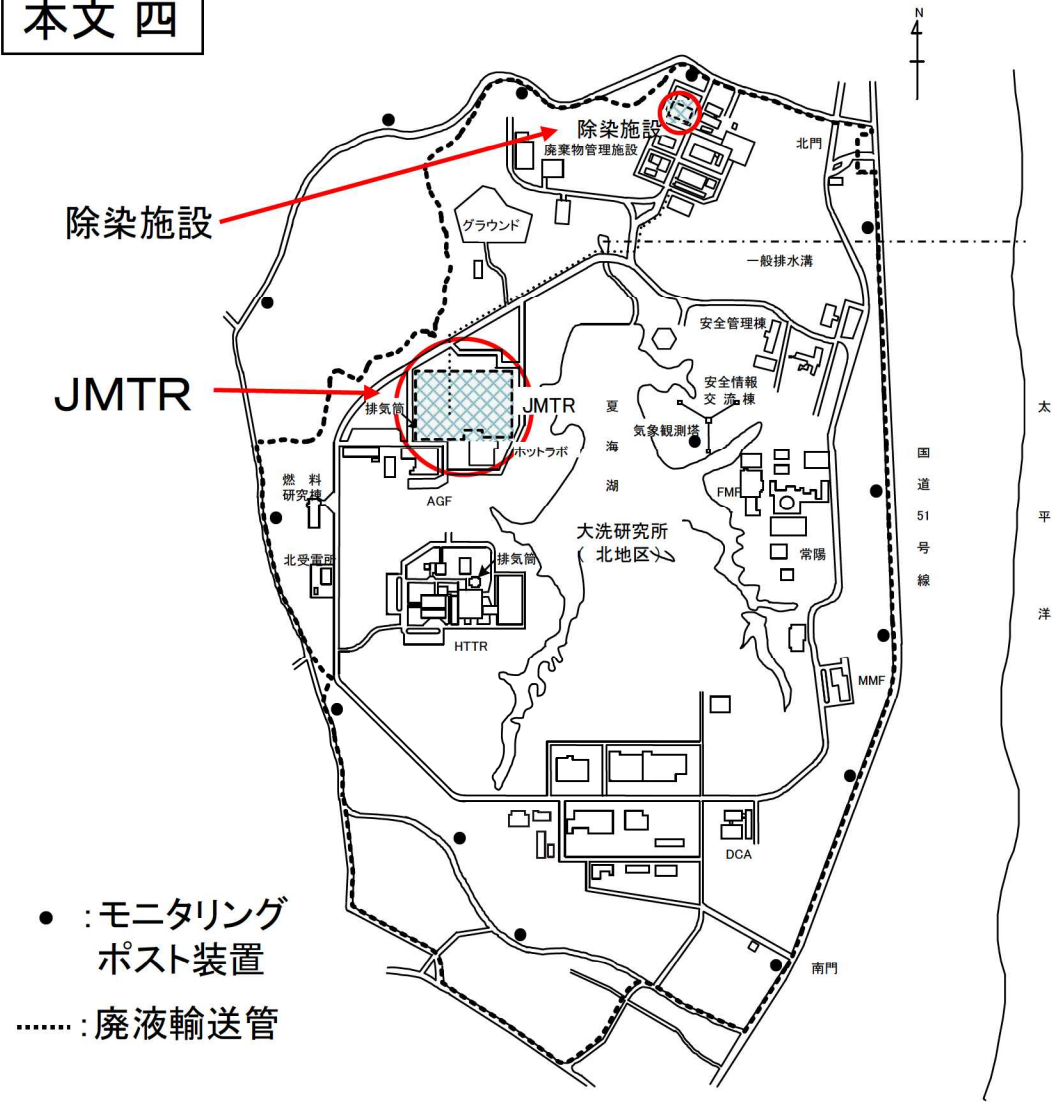 本文 四
N
除染施設
廃棄物管理施設
北門
除染施設
グラウンド
一般排水溝
安全管理棟
JMTR
排気筒
JMTR
夏海湖
安全情報
交流棟
気象観測塔
太平洋
ホットラボ
国道51号線
燃料
研究棟
AGF
FMF
大洗研究所
(北地区)
常陽
北受電所
排気筒
HTTR
MMF
DCA
● :モニタリング
ポスト装置
南門
........ :廃液輸送管